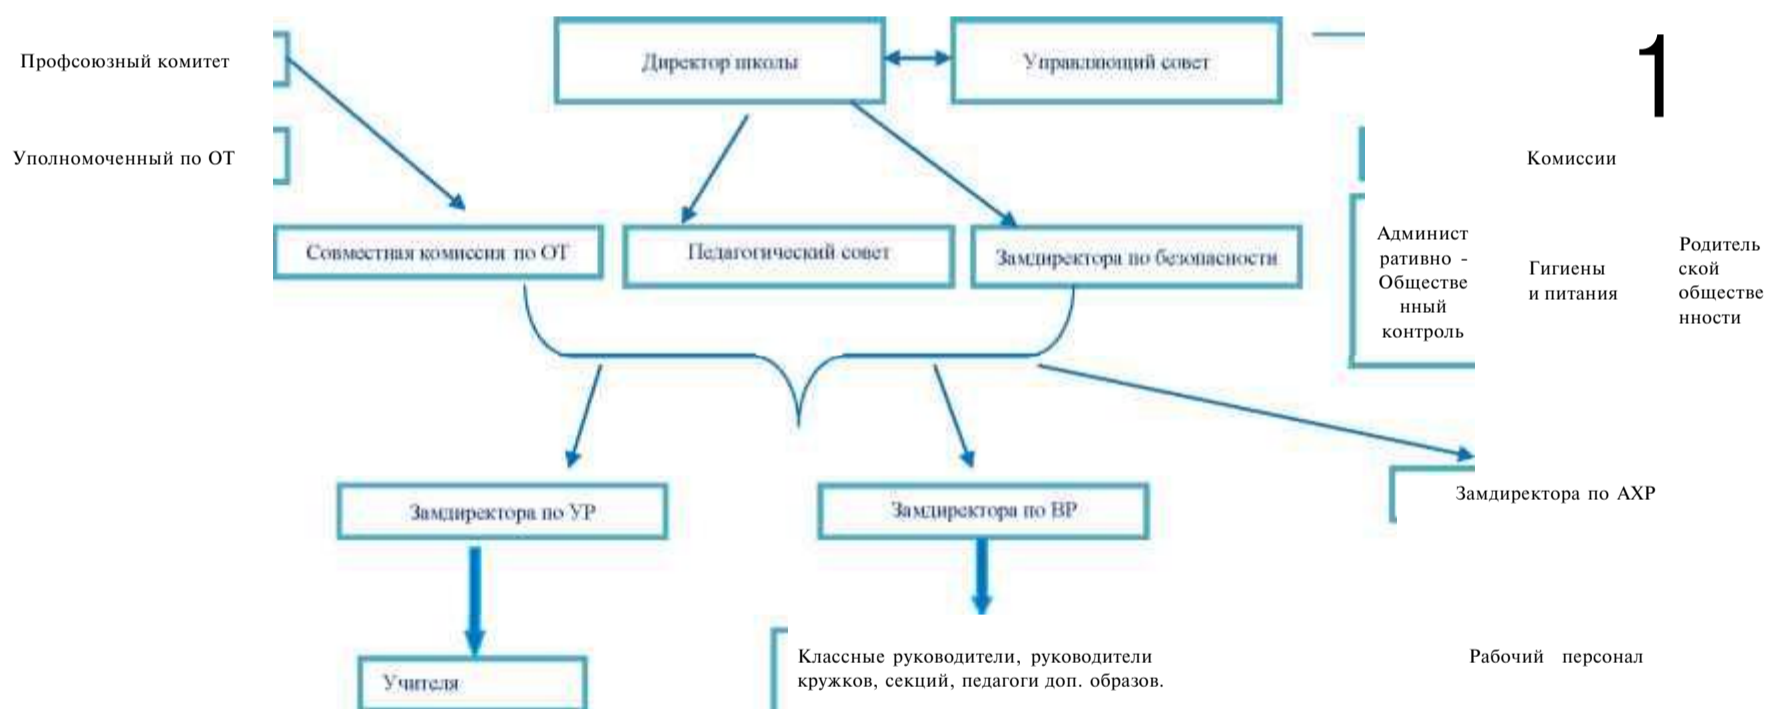 Профсоюзный комитет
Директор школы
Управляющий совет
1
Уполномоченный по ОТ
Комиссии
Совместная комиссия по ОТ
Педагогический совет
Замдиректора по безопасности
Админист
ративно -
Обществе
нный
контроль
Гигиены
и питания
Родитель
ской
обществе
нности
Замдиректора по УР
Замдиректора по ВР
Замдиректора по АХР
Учителя
Классные руководители, руководители
кружков, секций, педагоги доп. образов.
Рабочий персонал